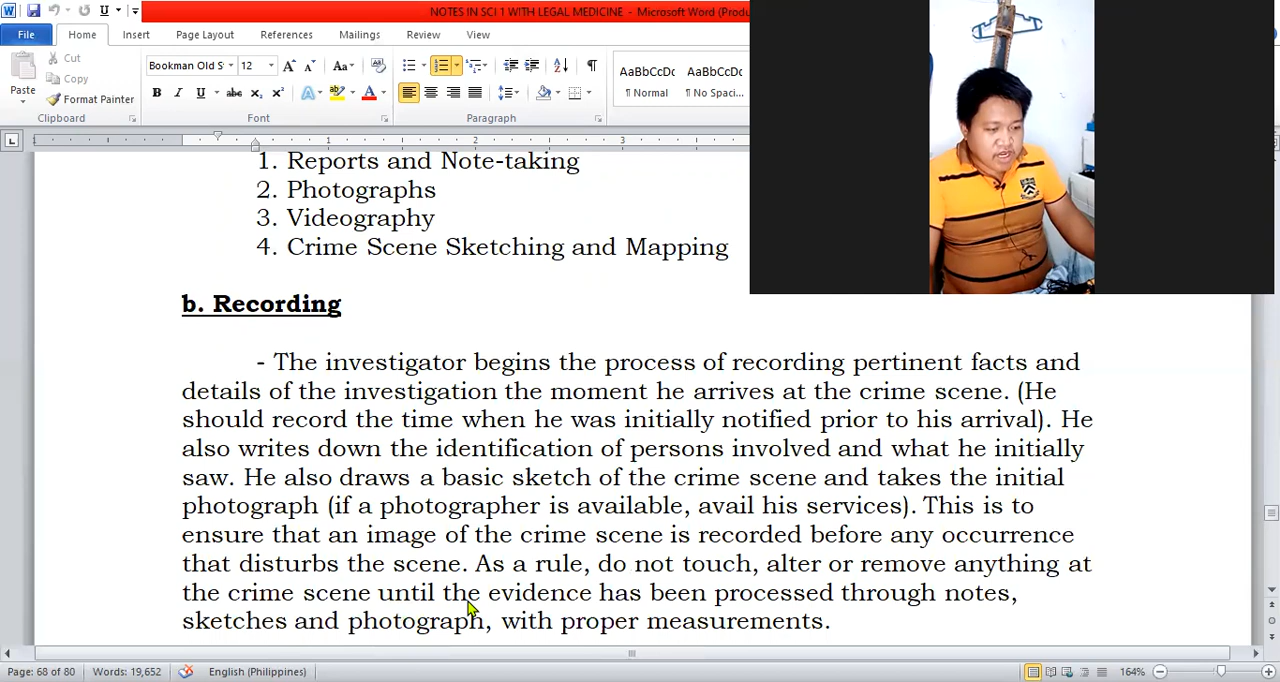 NOTES IN SCI 1 WITH LEGAL MEDICINE - Microsoft Word (Produ
File Home Insert Page Layout References Mailings Review View
Cut
Copy
Paste
Format Painter
Bookman Old S 12
AaBbCcDc AaBbCcDc
¶ Normal ¶ No Spaci...
Clipboard Font Paragraph
1. Reports and Note-taking
2. Photographs
3. Videography
4. Crime Scene Sketching and Mapping
b. Recording
- The investigator begins the process of recording pertinent facts and
details of the investigation the moment he arrives at the crime scene. (He
should record the time when he was initially notified prior to his arrival). He
also writes down the identification of persons involved and what he initially
saw. He also draws a basic sketch of the crime scene and takes the initial
photograph (if a photographer is available, avail his services). This is to
ensure that an image of the crime scene is recorded before any occurrence
that disturbs the scene. As a rule, do not touch, alter or remove anything at
the crime scene until the evidence has been processed through notes,
sketches and photograph, with proper measurements.
Page: 68 of 80 Words: 19,652 English (Philippines) 164%